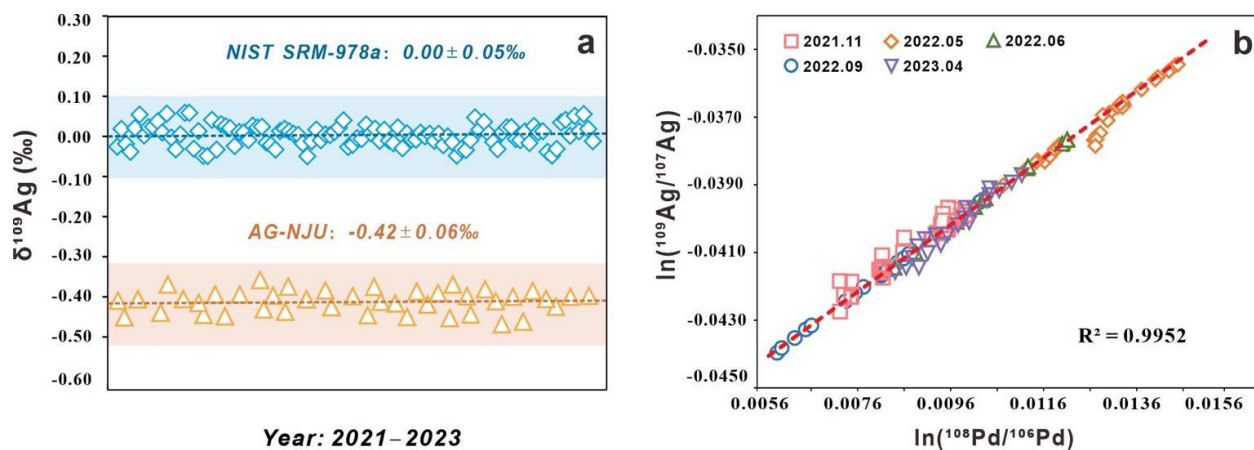 0.30
0.20
0.10
0.00
-0.10
-0.20
-0.30
-0.40
-0.50
-0.60
δ¹⁰⁹Ag (‰)
a
NIST SRM-978a: 0.00±0.05‰
AG-NJU: -0.42±0.06‰
Year: 2021–2023
b
2021.11 2022.05 2022.06
2022.09 2023.04
-0.0350
-0.0370
-0.0390
-0.0410
-0.0430
-0.0450
ln(¹⁰⁹Ag/¹⁰⁷Ag)
R² = 0.9952
0.0056 0.0076 0.0096 0.0116 0.0136 0.0156
ln(¹⁰⁸Pd/¹⁰⁶Pd)